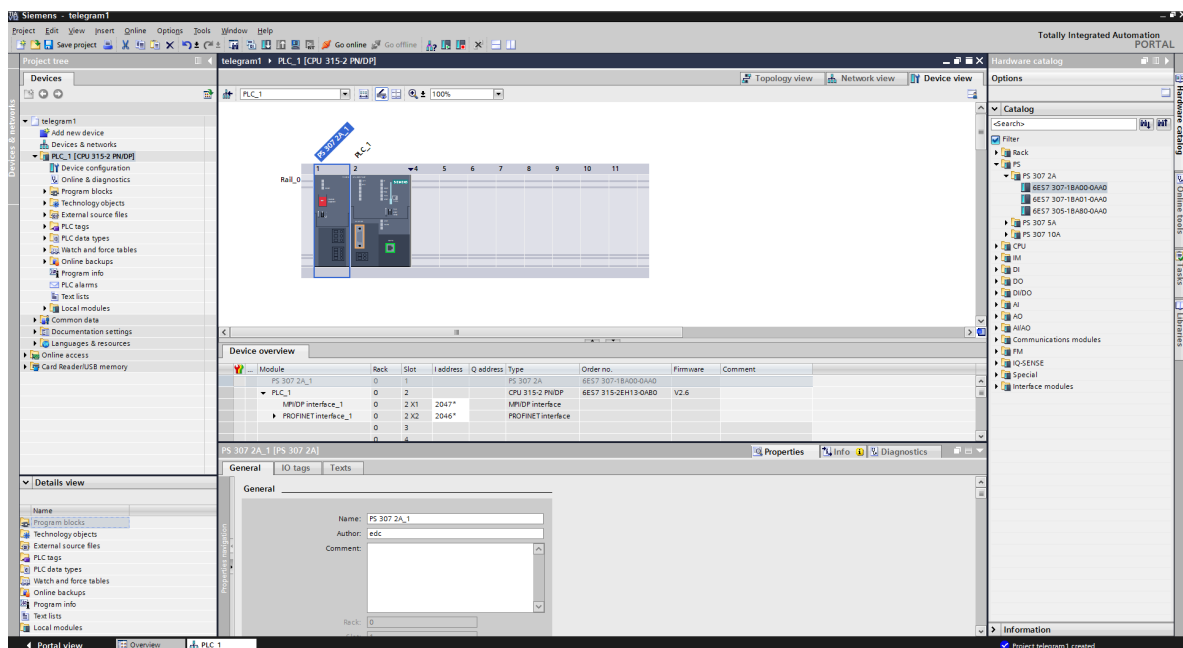 Siemens - telegram1
Project Edit View Insert Online Options Tools Window Help
Save project Go online Go offline
Totally Integrated Automation
PORTAL
Project tree
Devices
telegram1
Add new device
Devices & networks
PLC_1 [CPU 315-2 PN/DP]
Device configuration
Online & diagnostics
Program blocks
Technology objects
External source files
PLC tags
PLC data types
Watch and force tables
Online backups
Program info
PLC alarms
Text lists
Local modules
Common data
Documentation settings
Languages & resources
Online access
Card Reader/USB memory
Details view
Name
Program blocks
Technology objects
External source files
PLC tags
PLC data types
Watch and force tables
Online backups
Program info
Text lists
Local modules
Devices & networks
telegram1 PLC_1 [CPU 315-2 PN/DP]
Topology view Network view Device view
PLC_1 100%
PS 307 2A_1
PLC_1
1 2 4 5 6 7 8 9 10 11
Rail_0
SIEMENS
Device overview
... Module Rack Slot I address Q address Type Order no. Firmware Comment
PS 307 2A_1 0 1 PS 307 2A 6ES7 307-1BA00-0AA0
PLC_1 0 2 CPU 315-2 PN/DP 6ES7 315-2EH13-0AB0 V2.6
MPI/DP interface_1 0 2 X1 2047* MPI/DP interface
PROFINET interface_1 0 2 X2 2046* PROFINET interface
0 3
0 4
PS 307 2A_1 [PS 307 2A]
Properties Info Diagnostics
General IO tags Texts
Properties navigation
General
Name: PS 307 2A_1
Author: edc
Comment:
Rack: 0
Hardware catalog
Options
Catalog
<Search>
Filter
Rack
PS
PS 307 2A
6ES7 307-1BA00-0AA0
6ES7 307-1BA01-0AA0
6ES7 305-1BA80-0AA0
PS 307 5A
PS 307 10A
CPU
IM
DI
DO
DI/DO
AI
AO
AI/AO
Communications modules
FM
IQ-SENSE
Special
Interface modules
Information
Hardware catalog
Online tools
Tasks
Libraries
Portal view Overview PLC_1
Project telegram1 created